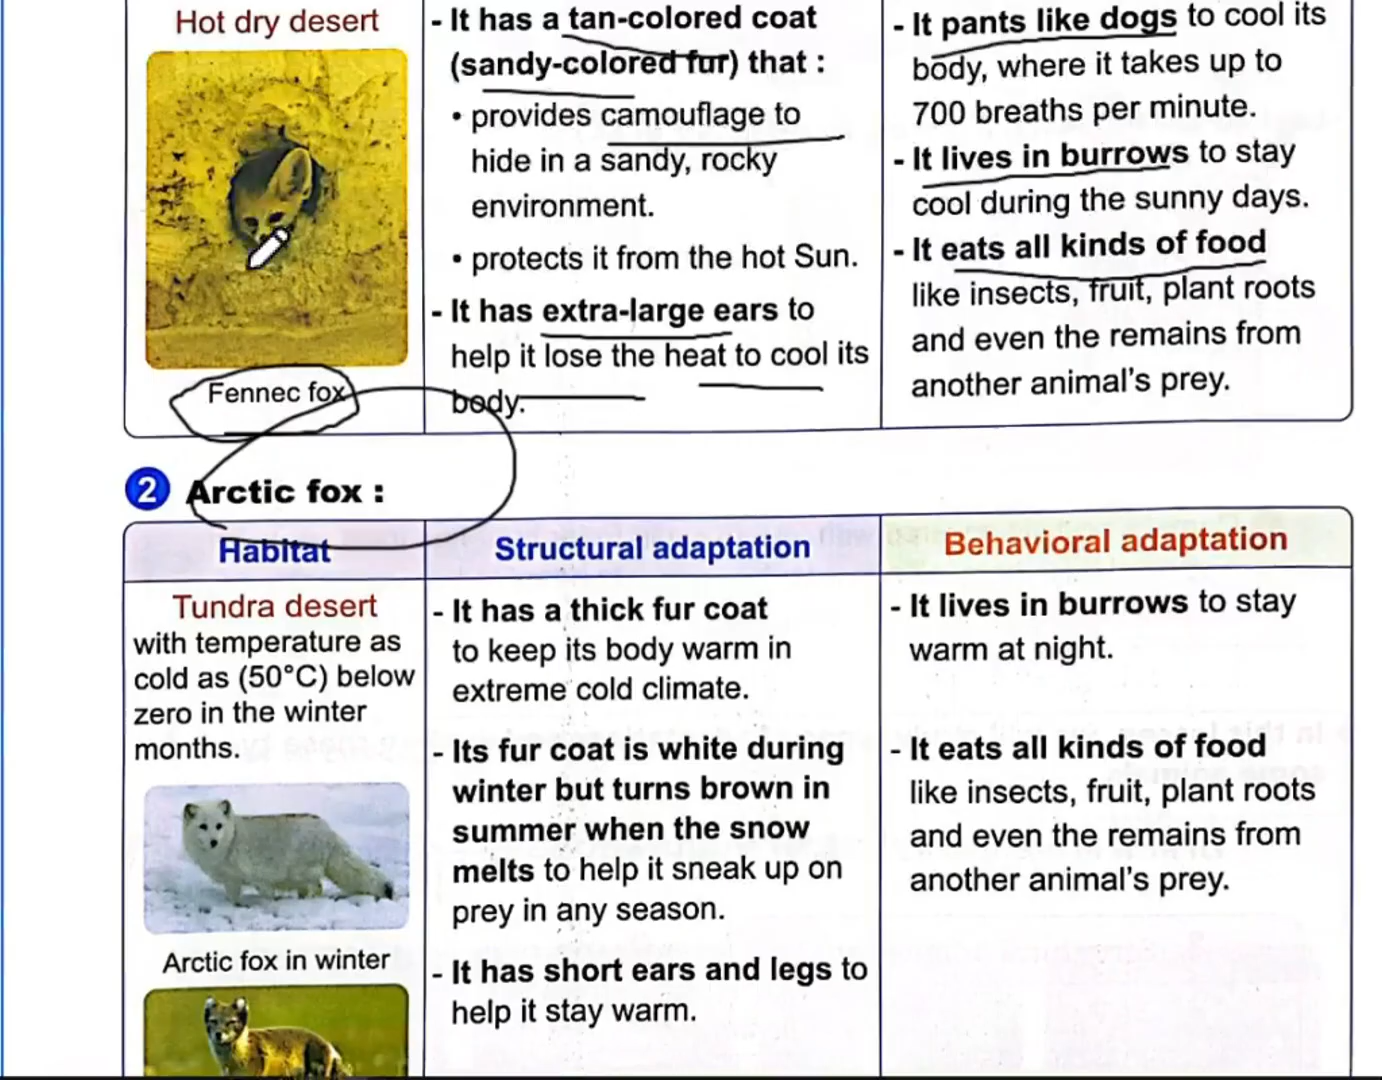 Hot dry desert
Fennec fox
- It has a tan-colored coat
(sandy-colored fur) that :
• provides camouflage to
hide in a sandy, rocky
environment.
• protects it from the hot Sun.
- It has extra-large ears to
help it lose the heat to cool its
body.
- It pants like dogs to cool its
body, where it takes up to
700 breaths per minute.
- It lives in burrows to stay
cool during the sunny days.
- It eats all kinds of food
like insects, fruit, plant roots
and even the remains from
another animal's prey.
2 Arctic fox :
Habitat
Structural adaptation
Behavioral adaptation
Tundra desert
with temperature as
cold as (50°C) below
zero in the winter
months.
Arctic fox in winter
- It has a thick fur coat
to keep its body warm in
extreme cold climate.
- Its fur coat is white during
winter but turns brown in
summer when the snow
melts to help it sneak up on
prey in any season.
- It has short ears and legs to
help it stay warm.
- It lives in burrows to stay
warm at night.
- It eats all kinds of food
like insects, fruit, plant roots
and even the remains from
another animal's prey.